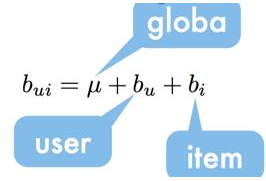 globa
b_{ui} = μ + b_u + b_i
user
item